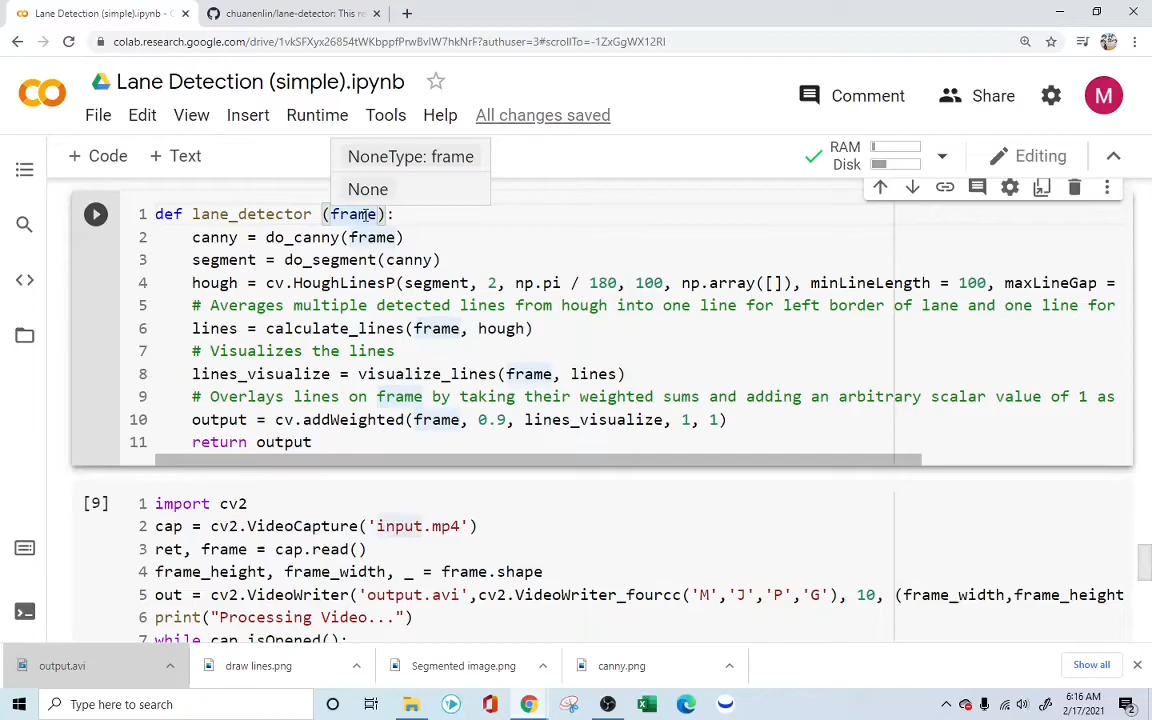 Lane Detection (simple).ipynb - C
chuanenlin/lane-detector: This re
colab.research.google.com/drive/1vkSFXyx26854tWKbppfPrwBvIW7hkNrF?authuser=3#scrollTo=-1ZxGgWX12RI
Lane Detection (simple).ipynb
File Edit View Insert Runtime Tools Help All changes saved
Comment Share M
+ Code + Text
RAM
Disk
Editing
NoneType: frame
None
1 def lane_detector (frame):
2 canny = do_canny(frame)
3 segment = do_segment(canny)
4 hough = cv.HoughLinesP(segment, 2, np.pi / 180, 100, np.array([]), minLineLength = 100, maxLineGap =
5 # Averages multiple detected lines from hough into one line for left border of lane and one line for
6 lines = calculate_lines(frame, hough)
7 # Visualizes the lines
8 lines_visualize = visualize_lines(frame, lines)
9 # Overlays lines on frame by taking their weighted sums and adding an arbitrary scalar value of 1 as
10 output = cv.addWeighted(frame, 0.9, lines_visualize, 1, 1)
11 return output
[9] 1 import cv2
2 cap = cv2.VideoCapture('input.mp4')
3 ret, frame = cap.read()
4 frame_height, frame_width, _ = frame.shape
5 out = cv2.VideoWriter('output.avi',cv2.VideoWriter_fourcc('M','J','P','G'), 10, (frame_width,frame_height
6 print("Processing Video...")
7 while cap.isOpened():
output.avi
draw lines.png
Segmented image.png
canny.png
Show all
Type here to search
6:16 AM
2/17/2021
2